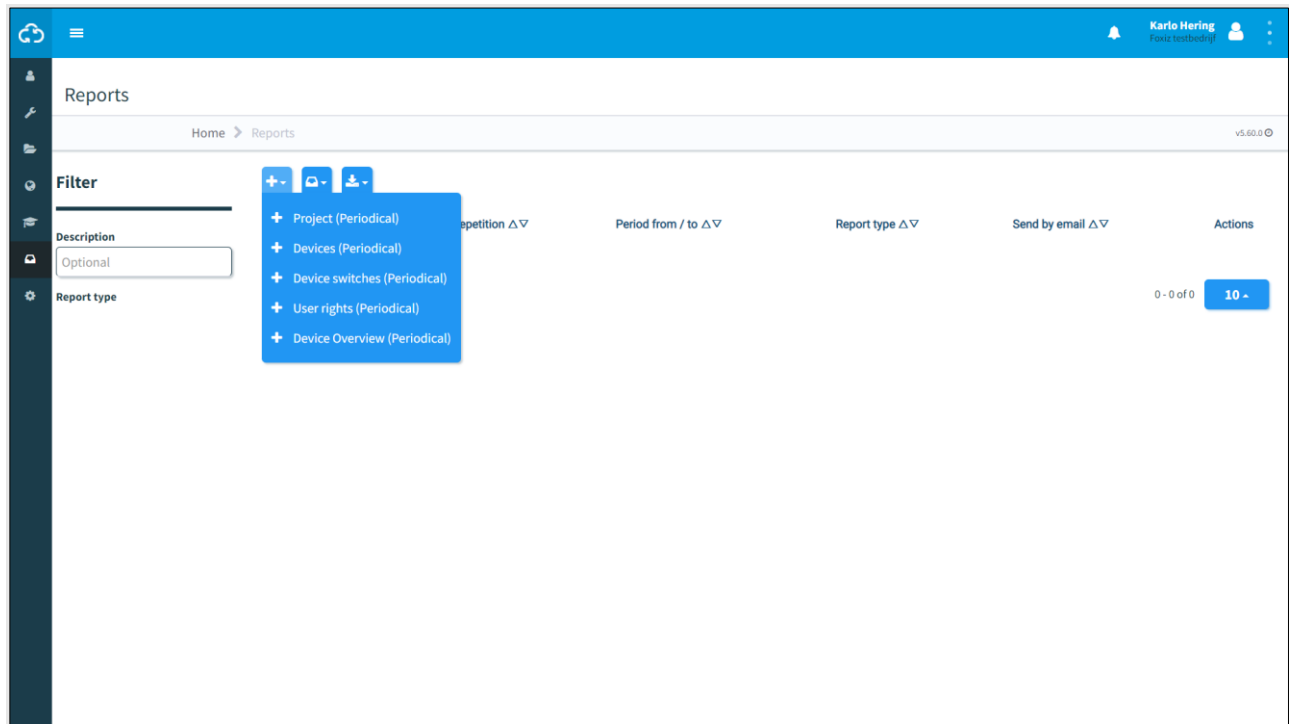 Karlo Hering
Foxiz testbedrijf
Reports
Home Reports
v5.60.0
Filter
Project (Periodical)
Devices (Periodical)
Device switches (Periodical)
User rights (Periodical)
Device Overview (Periodical)
epetition
Period from / to
Report type
Send by email
Actions
Description
Optional
Report type
0 - 0 of 0
10